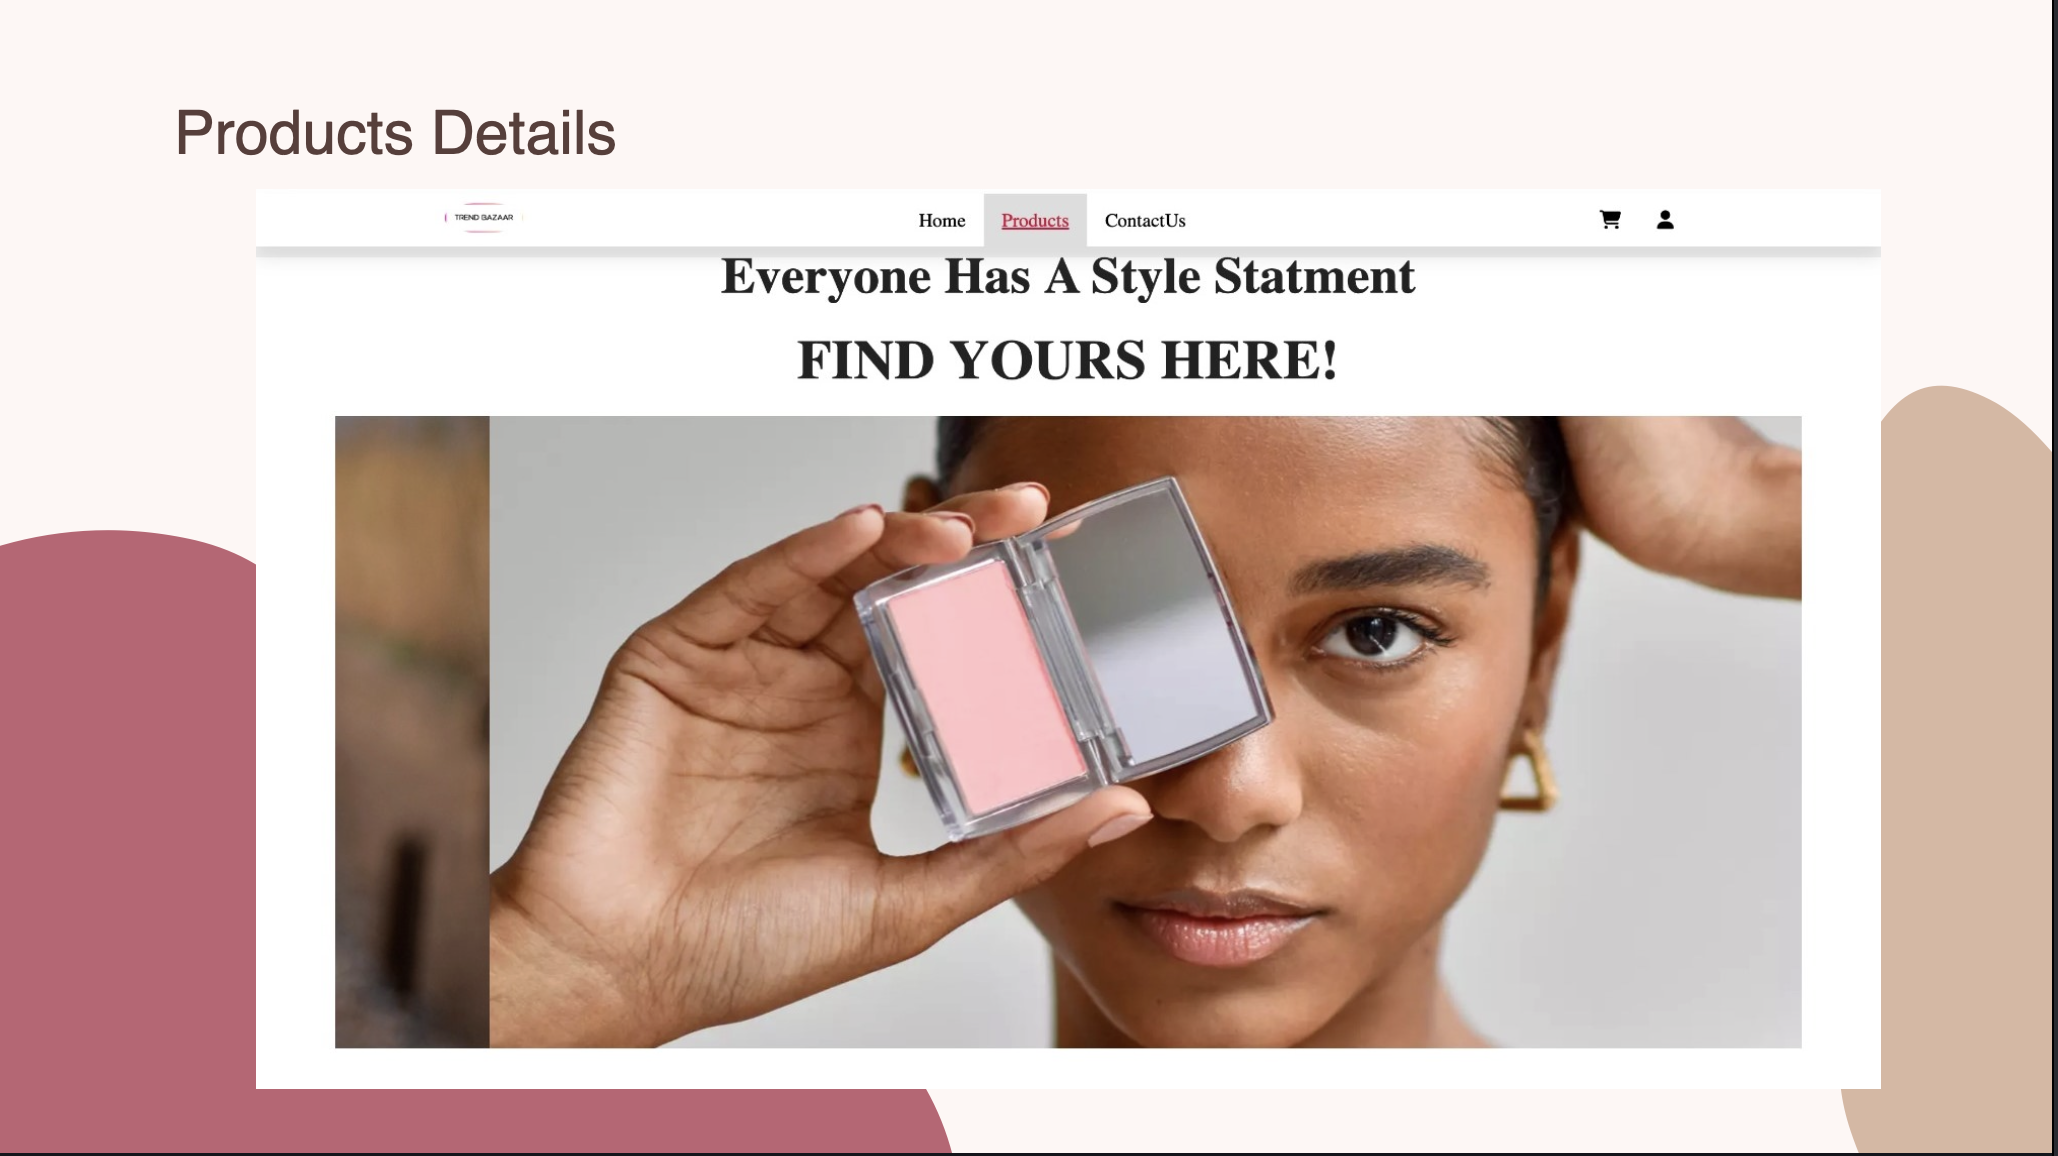 Products Details
TREND BAZAAR
Home Products ContactUs
Everyone Has A Style Statment
FIND YOURS HERE!